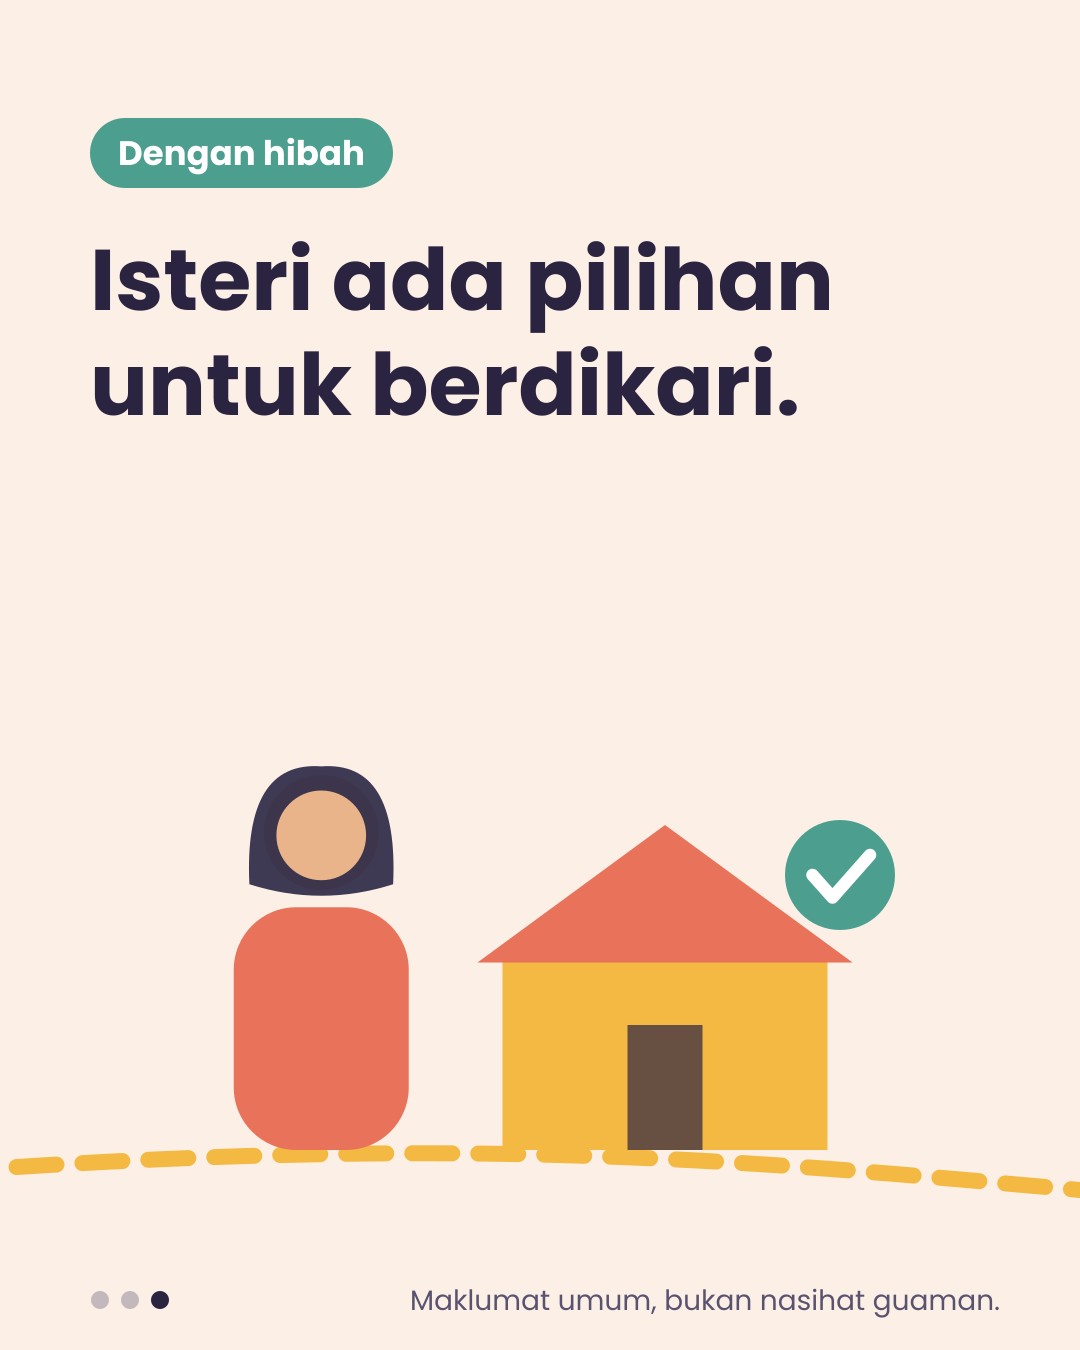 Dengan hibah
Isteri ada pilihan
untuk berdikari.
Maklumat umum, bukan nasihat guaman.